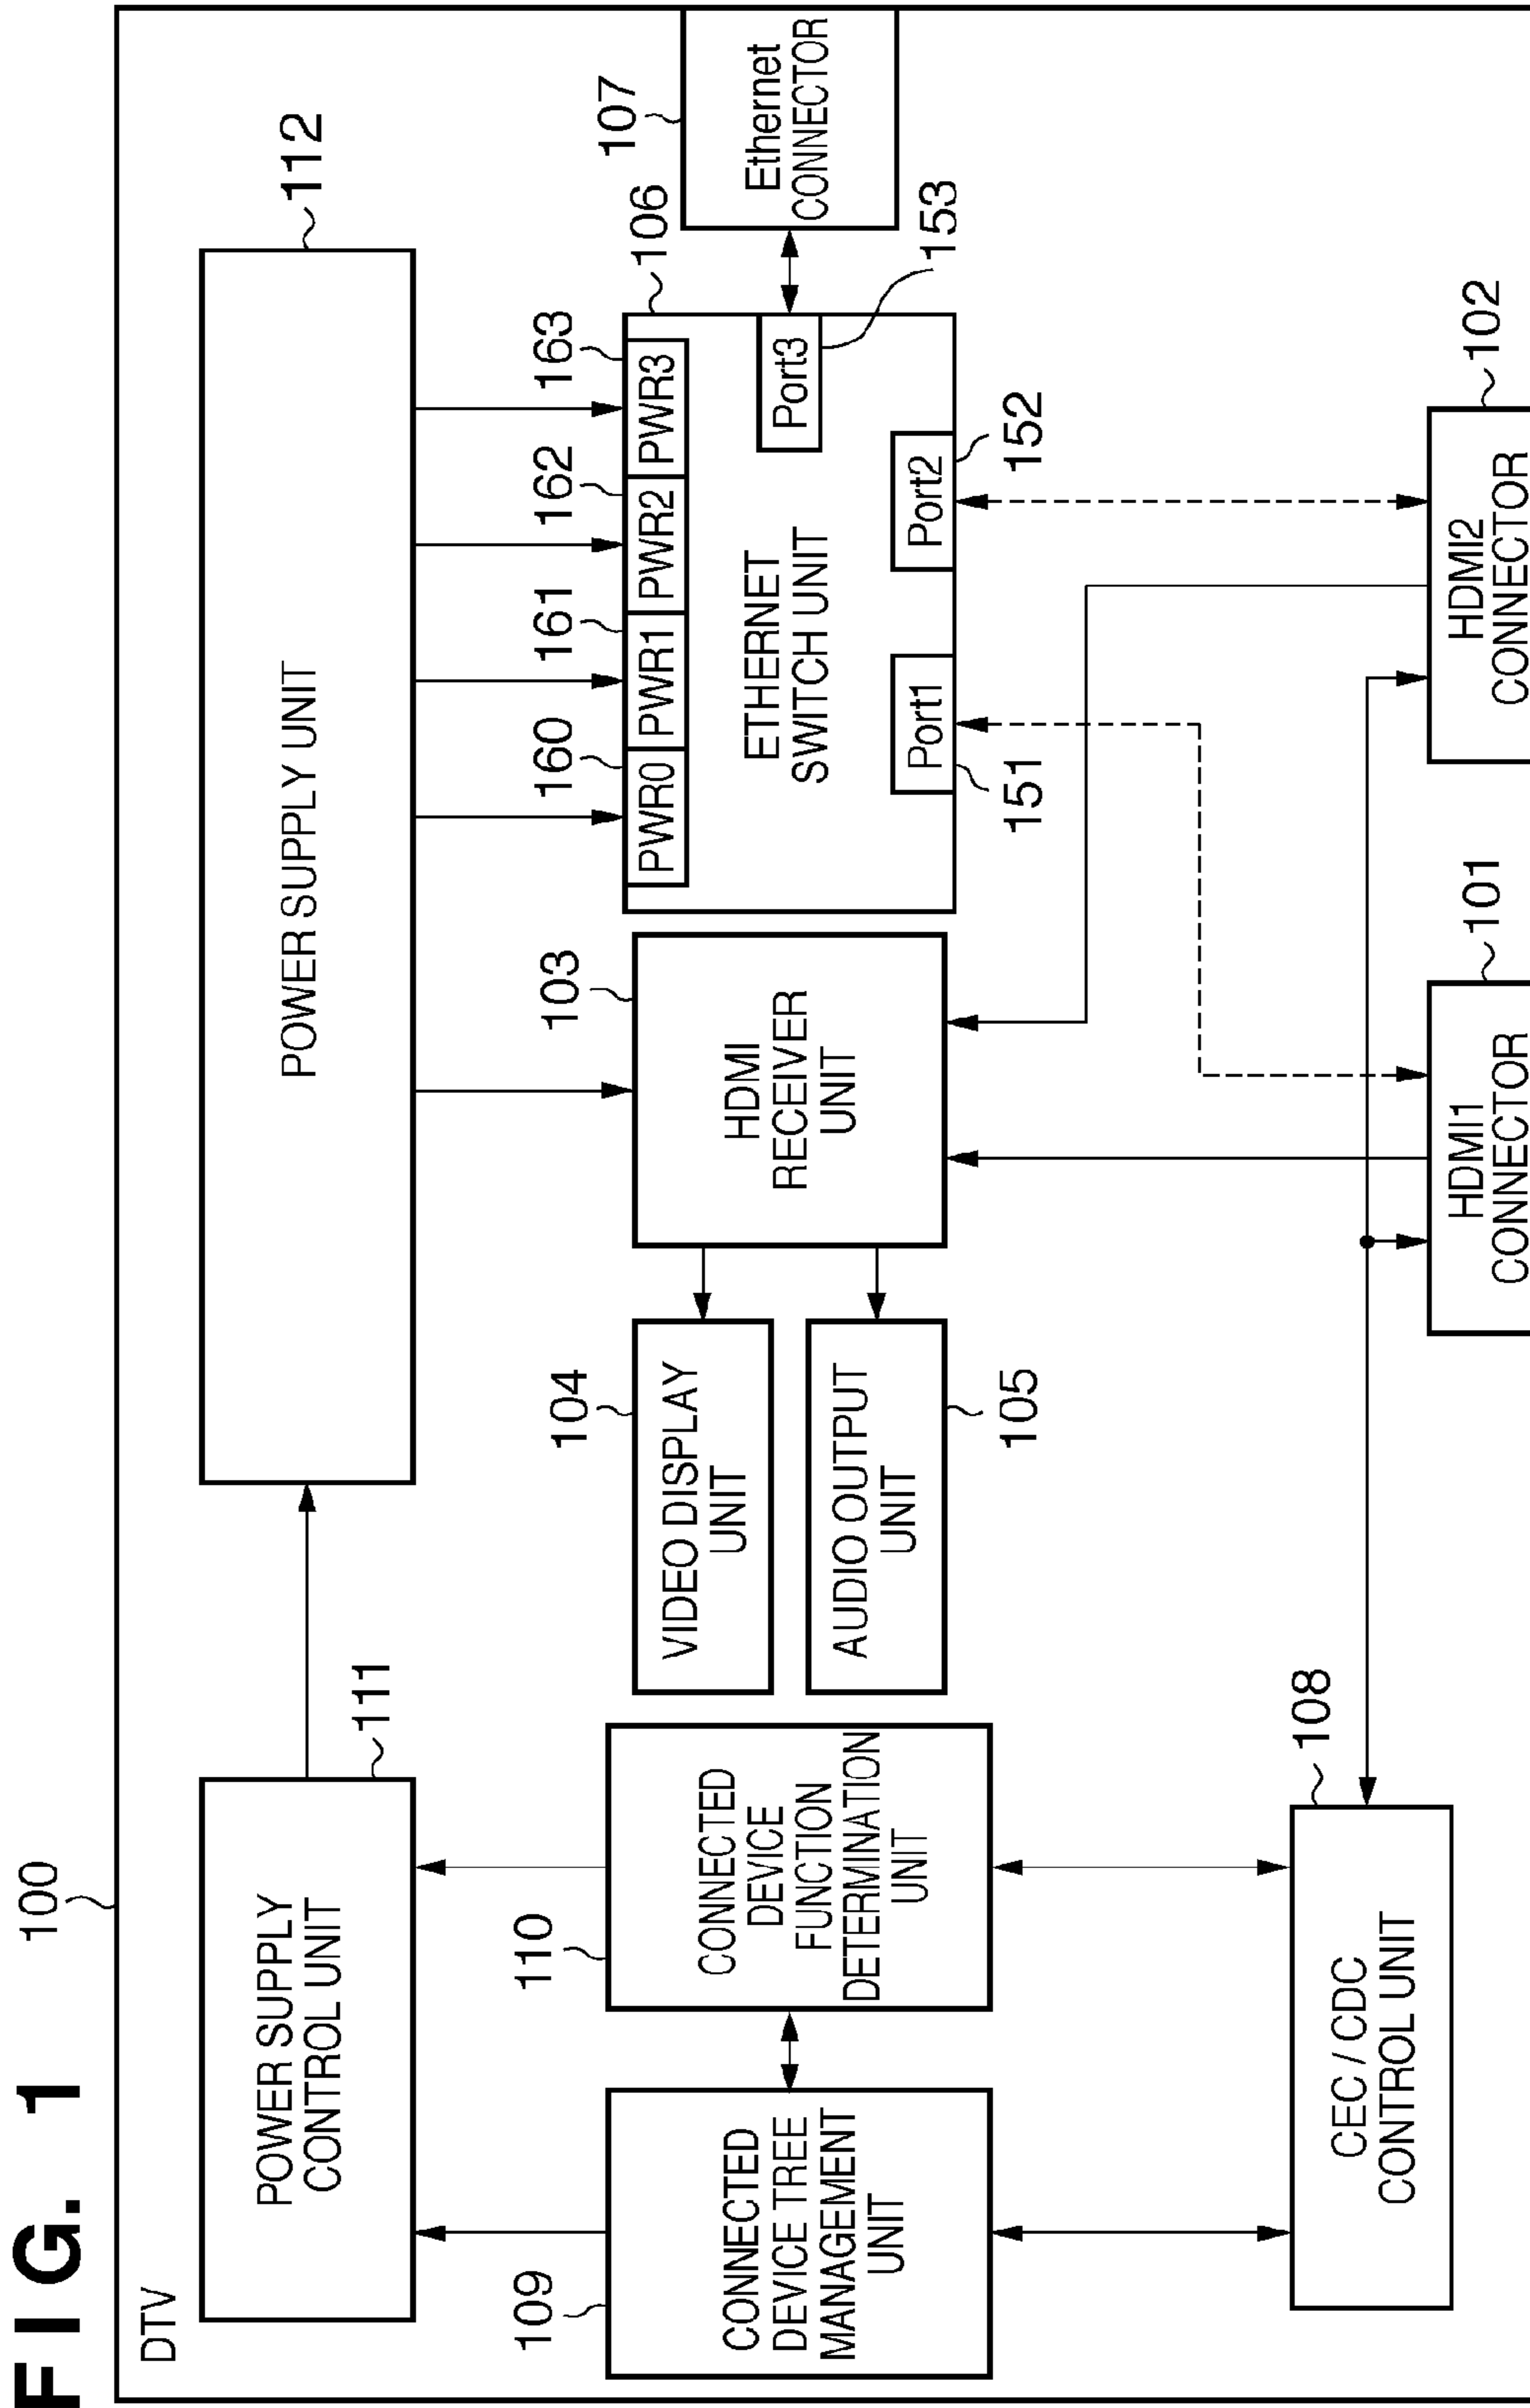 FIG. 1
100
DTV
POWER SUPPLY
CONTROL UNIT
111
POWER SUPPLY UNIT
112
109
CONNECTED
DEVICE TREE
MANAGEMENT
UNIT
110
CONNECTED
DEVICE
FUNCTION
DETERMINATION
UNIT
104
VIDEO DISPLAY
UNIT
AUDIO OUTPUT
UNIT
105
103
HDMI
RECEIVER
UNIT
160
161
162
163
106
PWR0
PWR1
PWR2
PWR3
ETHERNET
SWITCH UNIT
Port1
Port2
Port3
151
152
153
107
Ethernet
CONNECTOR
108
CEC / CDC
CONTROL UNIT
101
HDMI1
CONNECTOR
102
HDMI2
CONNECTOR